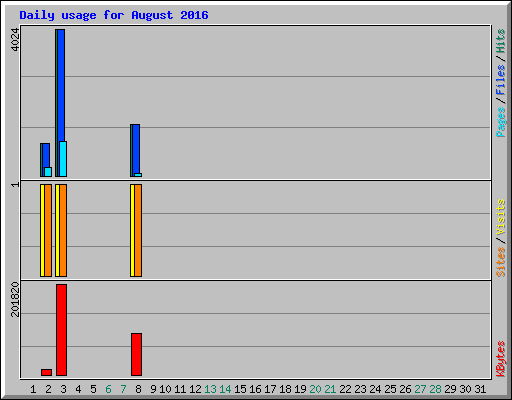 Daily usage for August 2016
4024
Pages / Files / Hits
1
Sites / Visits
201820
KBytes
1 2 3 4 5 6 7 8 9 10 11 12 13 14 15 16 17 18 19 20 21 22 23 24 25 26 27 28 29 30 31